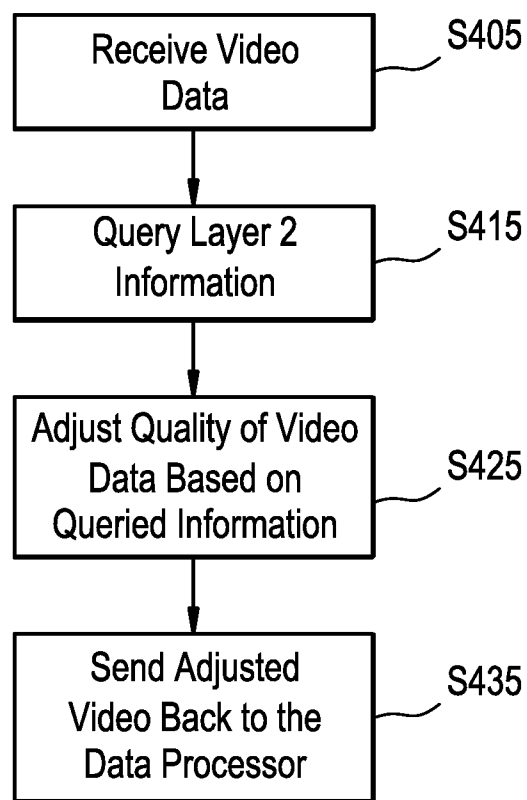 Receive Video
Data
S405
Query Layer 2
Information
S415
Adjust Quality of Video
Data Based on
Queried Information
S425
Send Adjusted
Video Back to the
Data Processor
S435